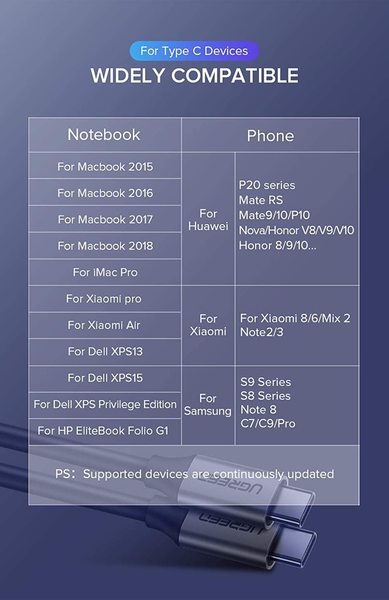 For Type C Devices
WIDELY COMPATIBLE
Notebook
Phone
For Macbook 2015
For Macbook 2016
For Macbook 2017
For Macbook 2018
For iMac Pro
For Xiaomi pro
For Xiaomi Air
For Dell XPS13
For Dell XPS15
For Dell XPS Privilege Edition
For HP EliteBook Folio G1
For
Huawei
P20 series
Mate RS
Mate9/10/P10
Nova/Honor V8/V9/V10
Honor 8/9/10...
For
Xiaomi
For Xiaomi 8/6/Mix 2
Note2/3
For
Samsung
S9 Series
S8 Series
Note 8
C7/C9/Pro
PS: Supported devices are continuously updated
UGREEN
UGREEN